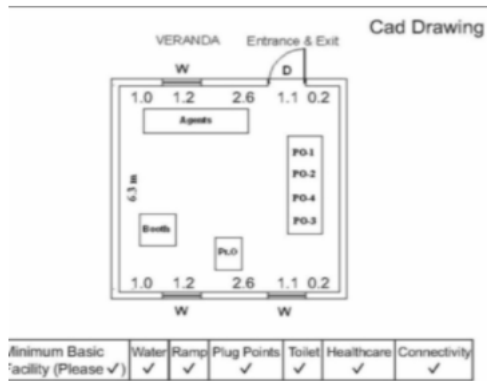 Cad Drawing
VERANDA Entrance & Exit
W D
1.0 1.2 2.6 1.1 0.2
Agents
PO-1
PO-2
6.3 m
PO-4
PO-3
Booth
Pr.O
1.0 1.2 2.6 1.1 0.2
W W
Minimum Basic Water Ramp Plug Points Toilet Healthcare Connectivity
Facility (Please ✓) ✓ ✓ ✓ ✓ ✓ ✓